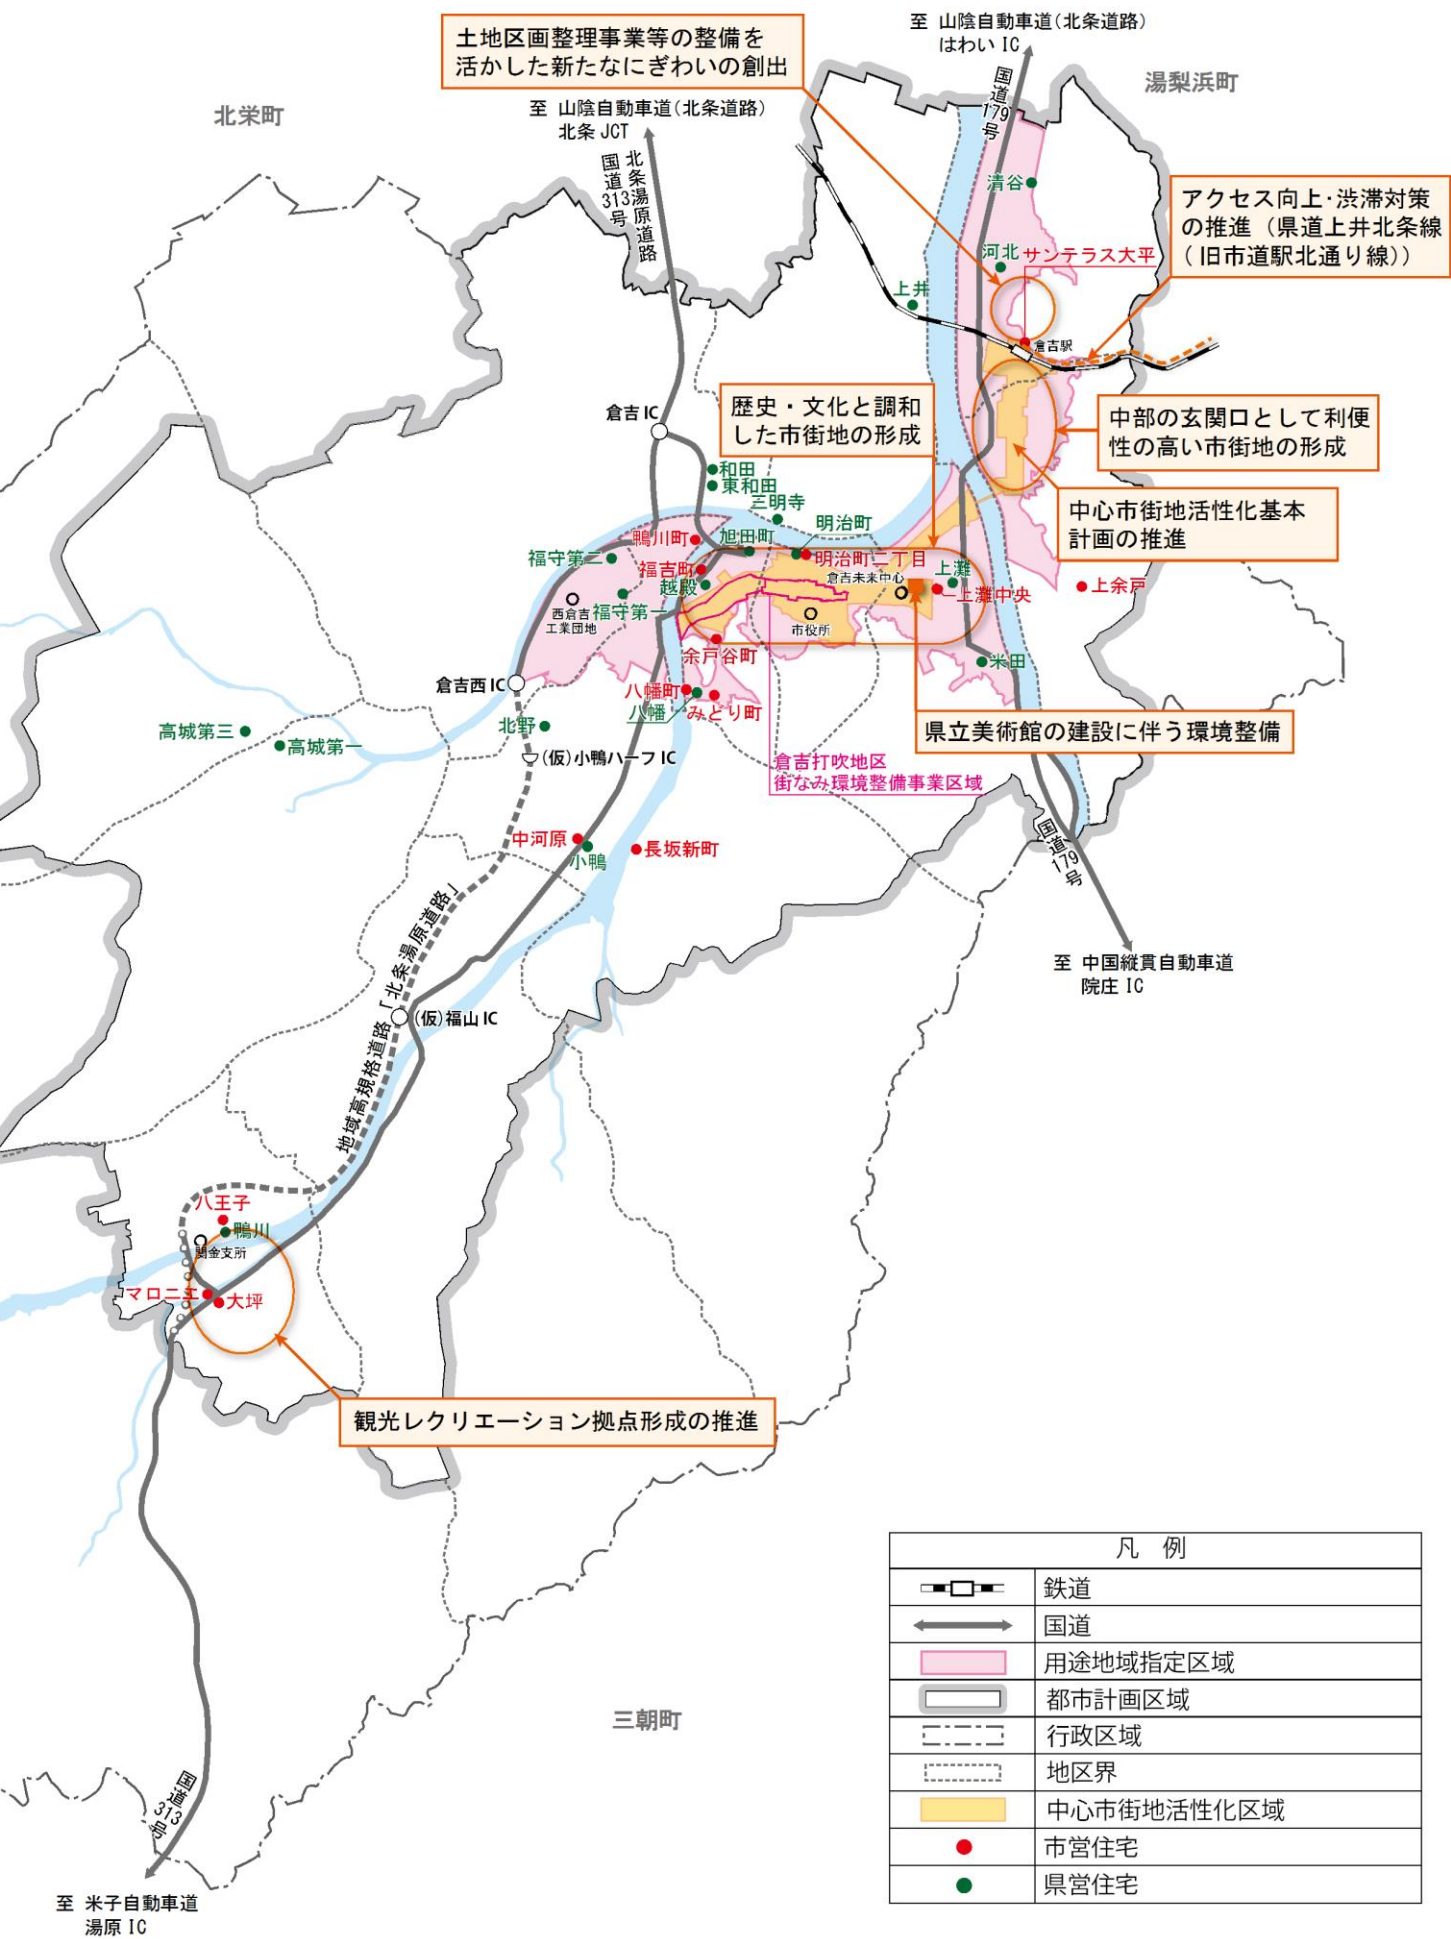 至 山陰自動車道(北条道路)
はわい IC
土地区画整理事業等の整備を
活かした新たなにぎわいの創出
国道179号
湯梨浜町
北栄町
至 山陰自動車道(北条道路)
北条 JCT
北条湯原道路
国道313号
清谷
アクセス向上・渋滞対策
の推進（県道上井北条線
(旧市道駅北通り線)）
河北
サンテラス大平
上井
倉吉駅
歴史・文化と調和
した市街地の形成
中部の玄関口として利便
性の高い市街地の形成
倉吉 IC
和田
東和田
三明寺
明治町
中心市街地活性化基本
計画の推進
鴨川町
旭田町
福守第二
福吉町
明治町二丁目
倉吉未来中心
上灘
越殿
上余戸
福守第一
上灘中央
西倉吉
工業団地
市役所
余戸谷町
米田
倉吉西 IC
八幡町
八幡
みどり町
北野
高城第三
高城第一
県立美術館の建設に伴う環境整備
(仮)小鴨ハーフ IC
倉吉打吹地区
街なみ環境整備事業区域
中河原
小鴨
長坂新町
国道179号
地域高規格道路「北条湯原道路」
至 中国縦貫自動車道
院庄 IC
(仮)福山 IC
八王子
鴨川
関金支所
マロニエ
大坪
観光レクリエーション拠点形成の推進
三朝町
国道313号
至 米子自動車道
湯原 IC
凡 例
鉄道
国道
用途地域指定区域
都市計画区域
行政区域
地区界
中心市街地活性化区域
市営住宅
県営住宅